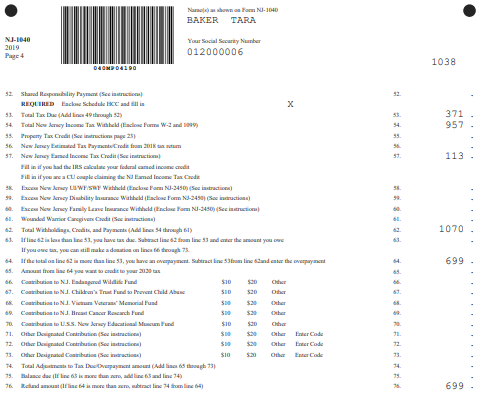 Name(s) as shown on Form NJ-1040
BAKER TARA
NJ-1040
2019
Page 4
Your Social Security Number
012000006
040MP04190
1038
52. Shared Responsibility Payment (See instructions) 52. .
REQUIRED Enclose Schedule HCC and fill in X
53. Total Tax Due (Add lines 49 through 52) 53. 371 .
54. Total New Jersey Income Tax Withheld (Enclose Forms W-2 and 1099) 54. 957 .
55. Property Tax Credit (See instructions page 23) 55. .
56. New Jersey Estimated Tax Payments/Credit from 2018 tax return 56. .
57. New Jersey Earned Income Tax Credit (See instructions) 57. 113 .
Fill in if you had the IRS calculate your federal earned income credit
Fill in if you are a CU couple claiming the NJ Earned Income Tax Credit
58. Excess New Jersey UI/WF/SWF Withheld (Enclose Form NJ-2450) (See instructions) 58. .
59. Excess New Jersey Disability Insurance Withheld (Enclose Form NJ-2450) (See instructions) 59. .
60. Excess New Jersey Family Leave Insurance Withheld (Enclose Form NJ-2450) (See instructions) 60. .
61. Wounded Warrior Caregivers Credit (See instructions) 61. .
62. Total Withholdings, Credits, and Payments (Add lines 54 through 61) 62. 1070 .
63. If line 62 is less than line 53, you have tax due. Subtract line 62 from line 53 and enter the amount you owe 63. .
If you owe tax, you can still make a donation on lines 66 through 73.
64. If the total on line 62 is more than line 53, you have an overpayment. Subtract line 53from line 62and enter the overpayment 64. 699 .
65. Amount from line 64 you want to credit to your 2020 tax 65. .
66. Contribution to N.J. Endangered Wildlife Fund $10 $20 Other 66. .
67. Contribution to N.J. Children's Trust Fund to Prevent Child Abuse $10 $20 Other 67. .
68. Contribution to N.J. Vietnam Veterans' Memorial Fund $10 $20 Other 68. .
69. Contribution to N.J. Breast Cancer Research Fund $10 $20 Other 69. .
70. Contribution to U.S.S. New Jersey Educational Museum Fund $10 $20 Other 70. .
71. Other Designated Contribution (See instructions) $10 $20 Other Enter Code 71. .
72. Other Designated Contribution (See instructions) $10 $20 Other Enter Code 72. .
73. Other Designated Contribution (See instructions) $10 $20 Other Enter Code 73. .
74. Total Adjustments to Tax Due/Overpayment amount (Add lines 65 through 73) 74. .
75. Balance due (If line 63 is more than zero, add line 63 and line 74) 75. .
76. Refund amount (If line 64 is more than zero, subtract line 74 from line 64) 76. 699 .